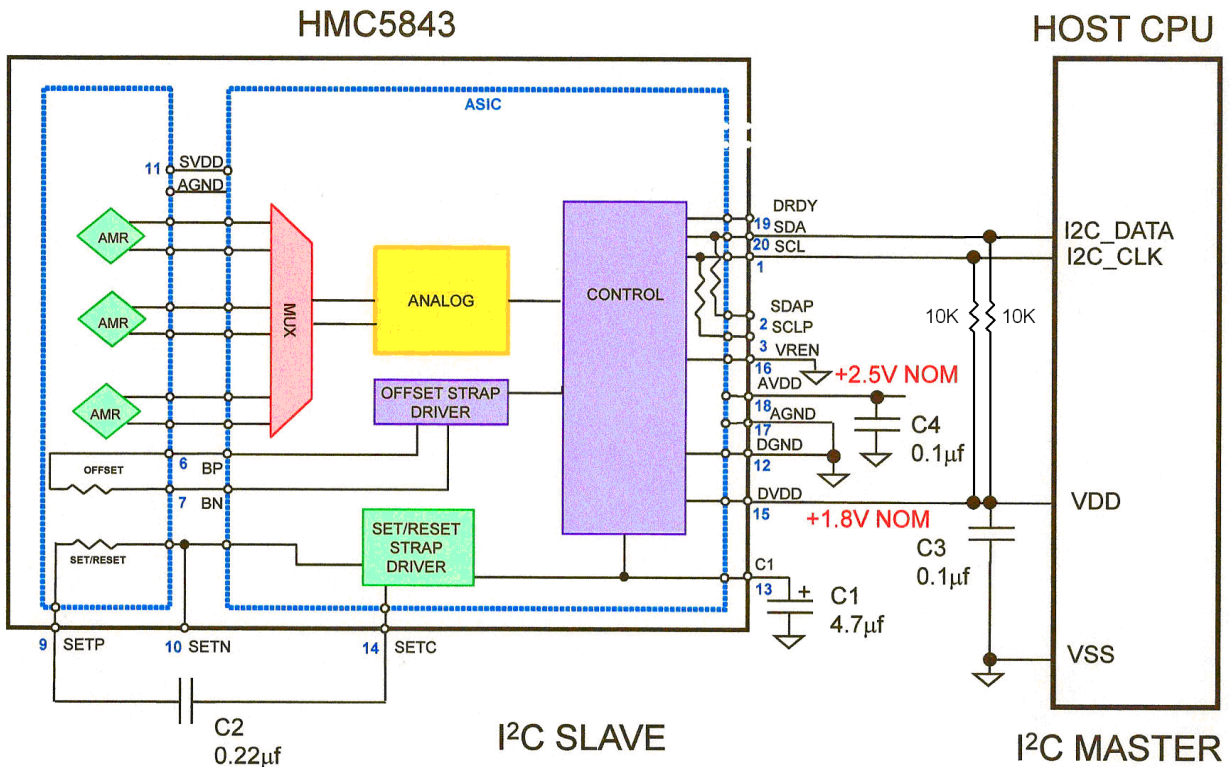 HMC5843
HOST CPU
ASIC
11
SVDD
AGND
AMR
AMR
AMR
MUX
ANALOG
CONTROL
OFFSET STRAP
DRIVER
OFFSET
6
BP
7
BN
SET/RESET
STRAP
DRIVER
SET/RESET
DRDY
19
SDA
20
SCL
1
SDAP
2
SCLP
3
VREN
16
AVDD
18
AGND
17
DGND
12
DVDD
15
C1
13
+2.5V NOM
C4
0.1µf
+1.8V NOM
C3
0.1µf
+
C1
4.7µf
10K
10K
I2C_DATA
I2C_CLK
VDD
VSS
9
SETP
10
SETN
14
SETC
C2
0.22µf
I²C SLAVE
I²C MASTER